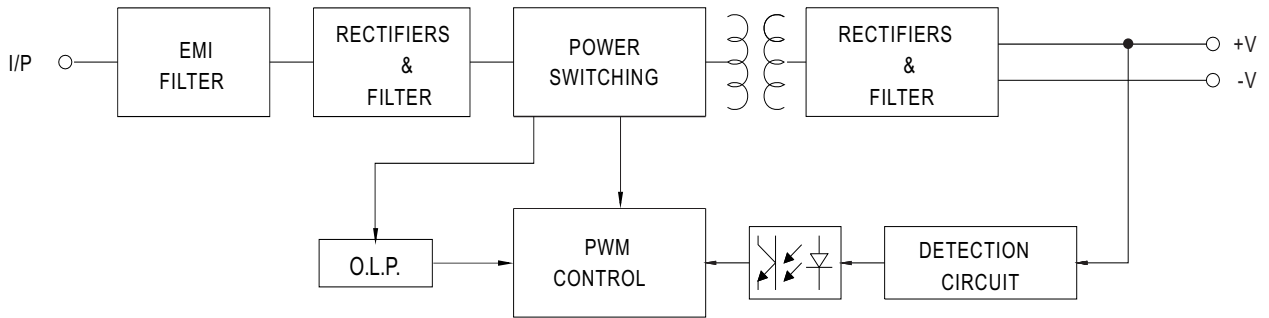 I/P
EMI
FILTER
RECTIFIERS
&
FILTER
POWER
SWITCHING
RECTIFIERS
&
FILTER
+V
-V
O.L.P.
PWM
CONTROL
DETECTION
CIRCUIT